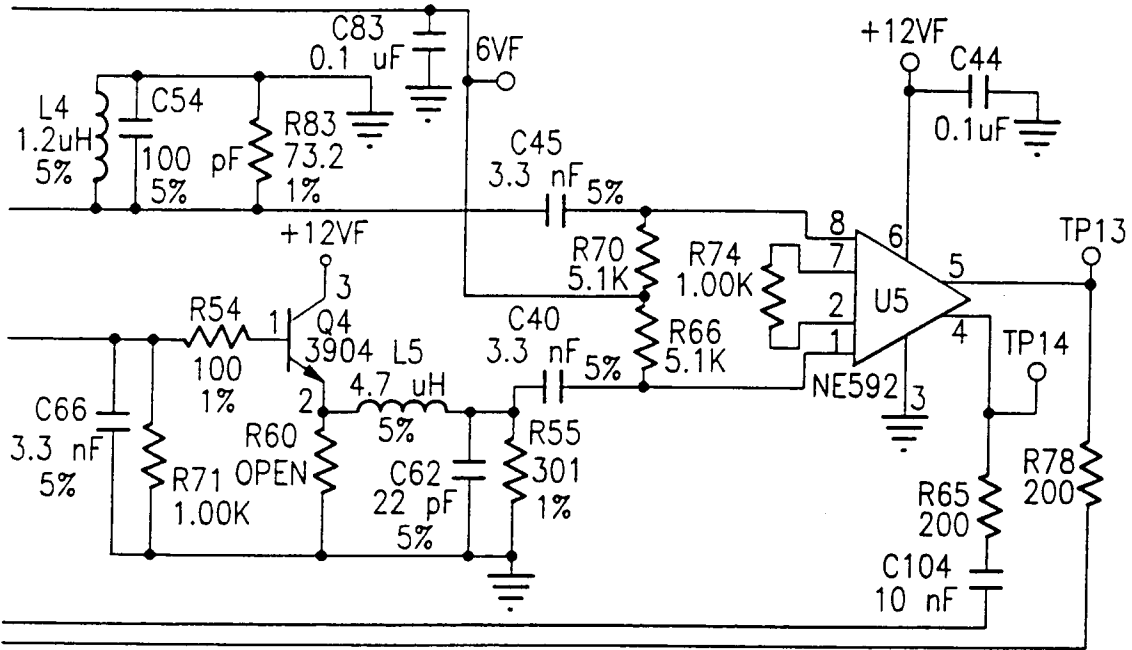 C83
0.1 uF
6VF
+12VF
C44
0.1uF
L4
1.2uH
5%
C54
100 pF
5%
R83
73.2
1%
C45
3.3 nF
5%
+12VF
R70
5.1K
R74
1.00K
8
7
2
1
6
U5
5
4
3
NE592
TP13
TP14
R54
100
1%
1
3
Q4
3904
2
L5
4.7 uH
5%
C40
3.3 nF
5%
R66
5.1K
C66
3.3 nF
5%
R71
1.00K
R60
OPEN
C62
22 pF
5%
R55
301
1%
R65
200
R78
200
C104
10 nF